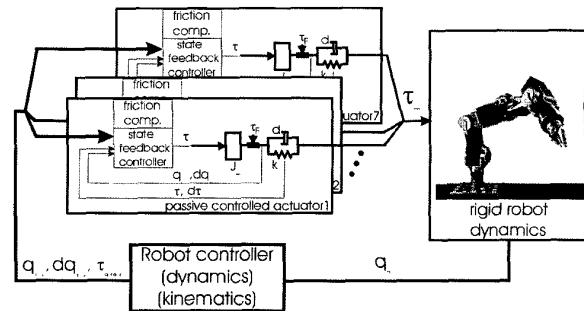 friction
comp.
state
feedback
controller
τ
τF
d
k
actuator7
friction
2
friction
comp.
state
feedback
controller
τ
J
τF
d
k
q ,dq
τ, dτ
passive controlled actuator1
τ
rigid robot
dynamics
Robot controller
(dynamics)
(kinematics)
q